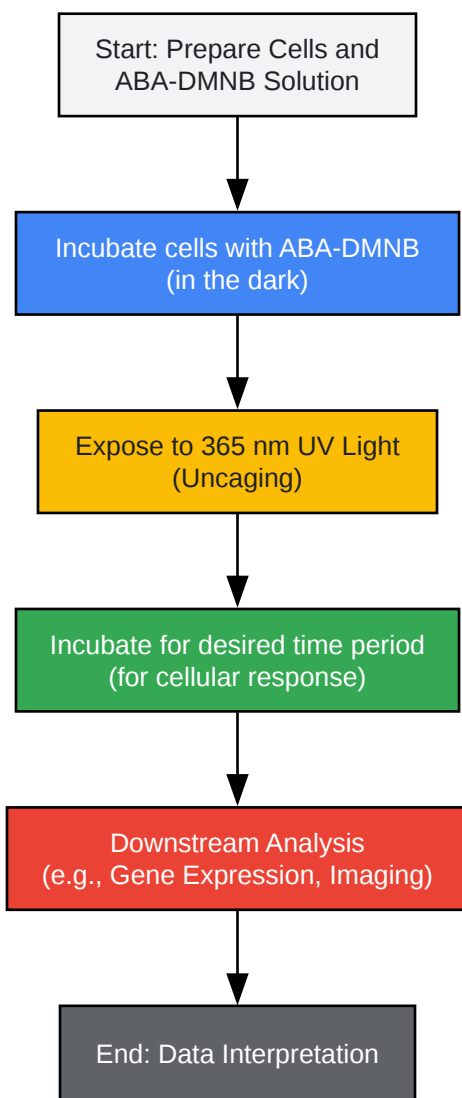 Start: Prepare Cells and
ABA-DMNB Solution
Incubate cells with ABA-DMNB
(in the dark)
Expose to 365 nm UV Light
(Uncaging)
Incubate for desired time period
(for cellular response)
Downstream Analysis
(e.g., Gene Expression, Imaging)
End: Data Interpretation